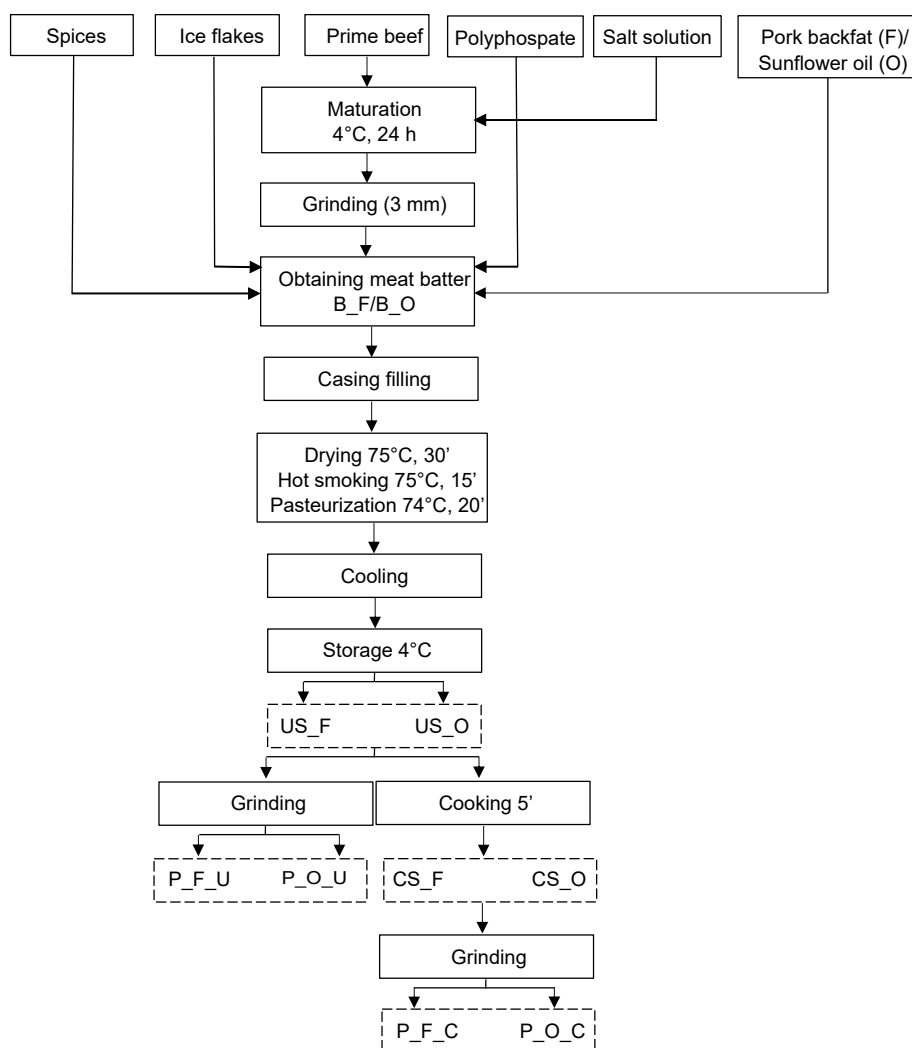 Spices
Ice flakes
Prime beef
Polyphospate
Salt solution
Pork backfat (F)/
Sunflower oil (O)
Maturation
4°C, 24 h
Grinding (3 mm)
Obtaining meat batter
B_F/B_O
Casing filling
Drying 75°C, 30’
Hot smoking 75°C, 15’
Pasteurization 74°C, 20’
Cooling
Storage 4°C
US_F US_O
Grinding
Cooking 5’
P_F_U P_O_U
CS_F CS_O
Grinding
P_F_C P_O_C